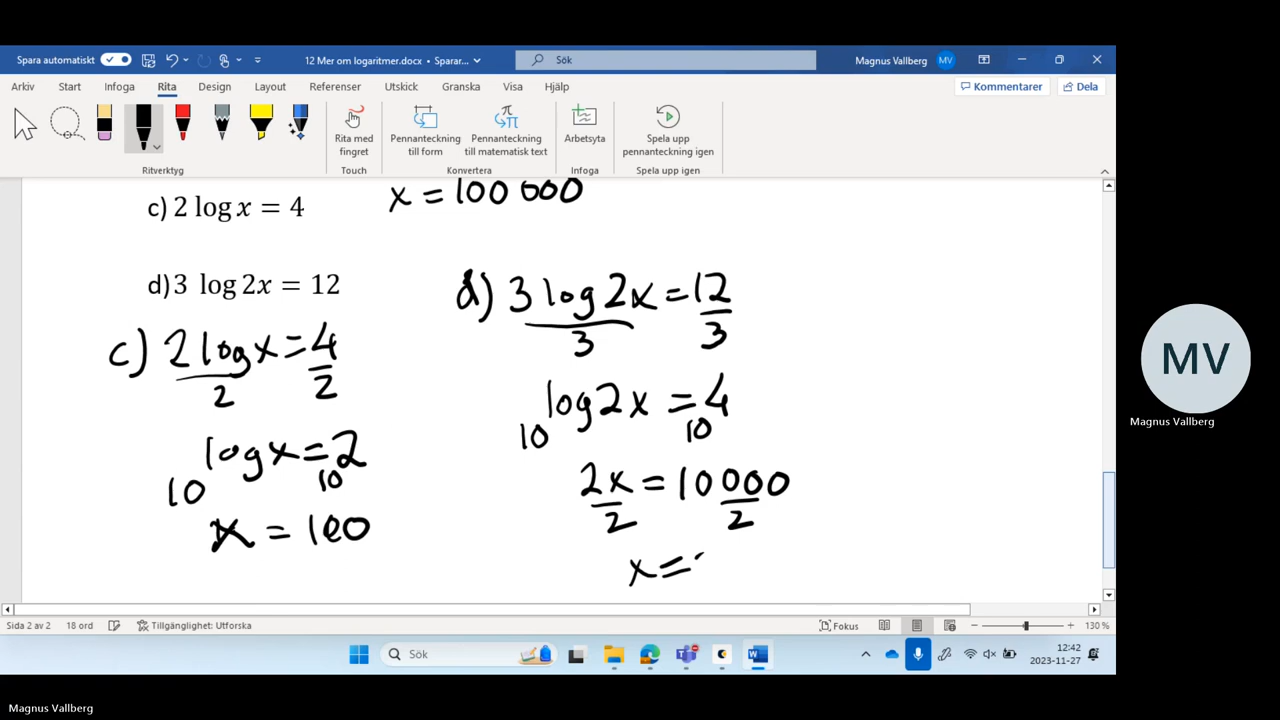 Spara automatiskt 12 Mer om logaritmer.docx • Sparar... Sök Magnus Vallberg MV
Arkiv Start Infoga Rita Design Layout Referenser Utskick Granska Visa Hjälp Kommentarer Dela
Rita med fingret
Pennanteckning till form
Pennanteckning till matematisk text
Arbetsyta
Spela upp pennanteckning igen
Ritverktyg Touch Konvertera Infoga Spela upp igen
x = 100 000
c) 2 log x = 4
d) 3 log 2x = 12
c) 2 log x / 2 = 4/2
log x = 2
10 10
x = 100
d) 3 log 2x / 3 = 12/3
log 2x = 4
10 10
2x/2 = 10000/2
x =
MV
Magnus Vallberg
Sida 2 av 2 18 ord Tillgänglighet: Utforska Fokus 130 %
Sök 12:42
2023-11-27
Magnus Vallberg